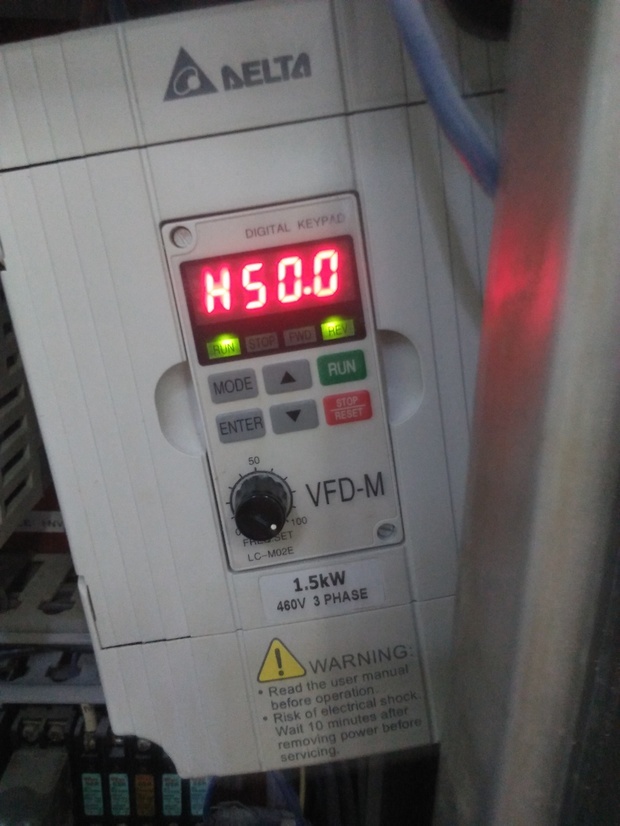 DELTA
DIGITAL KEYPAD
H50.0
RUN STOP FWD REV
MODE ▲ RUN
ENTER ▼ STOP
RESET
50
0 100
FREQ SET
VFD-M
LC-M02E
1.5kW
460V 3 PHASE
WARNING:
• Read the user manual
before operation.
• Risk of electrical shock.
Wait 10 minutes after
removing power before
servicing.